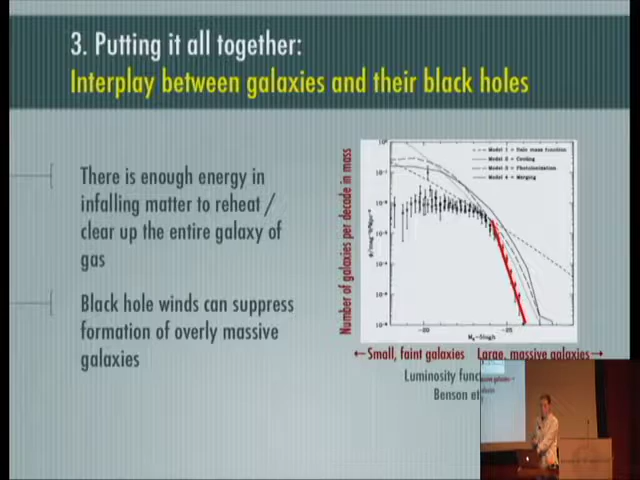 3. Putting it all together:
Interplay between galaxies and their black holes
There is enough energy in
infalling matter to reheat /
clear up the entire galaxy of
gas
Black hole winds can suppress
formation of overly massive
galaxies
Number of galaxies per decade in mass
Model 1 = Halo mass function
Model 2 = Cooling
Model 3 = Photoionization
Model 4 = Merging
←Small, faint galaxies Large, massive galaxies→
Luminosity func
Benson et